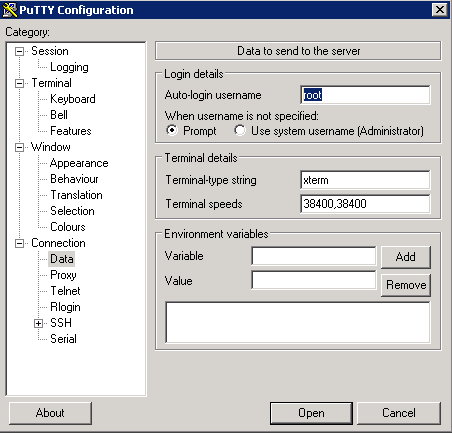 PuTTY Configuration
Category:
Session
Logging
Terminal
Keyboard
Bell
Features
Window
Appearance
Behaviour
Translation
Selection
Colours
Connection
Data
Proxy
Telnet
Rlogin
SSH
Serial
Data to send to the server
Login details
Auto-login username root
When username is not specified:
Prompt Use system username (Administrator)
Terminal details
Terminal-type string xterm
Terminal speeds 38400,38400
Environment variables
Variable Add
Value Remove
About Open Cancel